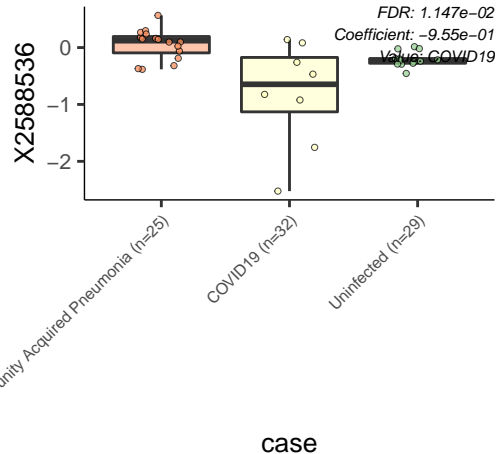 FDR: 1.147e−02
Coefficient: −9.55e−01
Value: COVID19
X2588536
0
−1
−2
Acquired Pneumonia (n=25)
COVID19 (n=32)
Uninfected (n=29)
case